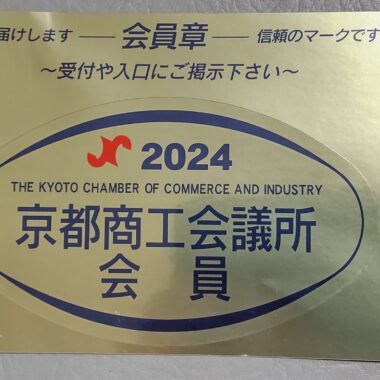 届けします ── 会員章 ── 信頼のマークです
～受付や入口にご掲示下さい～
2024
THE KYOTO CHAMBER OF COMMERCE AND INDUSTRY
京都商工会議所
会員